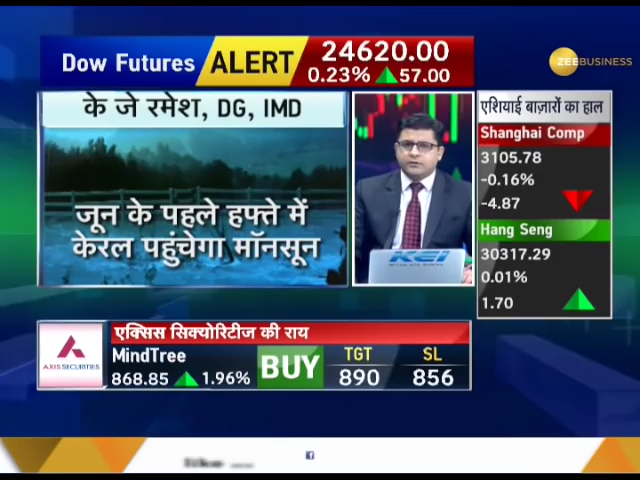 Dow Futures
ALERT
24620.00
0.23% 57.00
ZEEBUSINESS
के जे रमेश, DG, IMD
जून के पहले हफ्ते में
केरल पहुंचेगा मॉनसून
KEI
एशियाई बाज़ारों का हाल
Shanghai Comp
3105.78
-0.16%
-4.87
Hang Seng
30317.29
0.01%
1.70
एक्सिस सिक्योरिटीज की राय
AXIS SECURITIES
MindTree
868.85 1.96%
BUY
TGT
890
SL
856